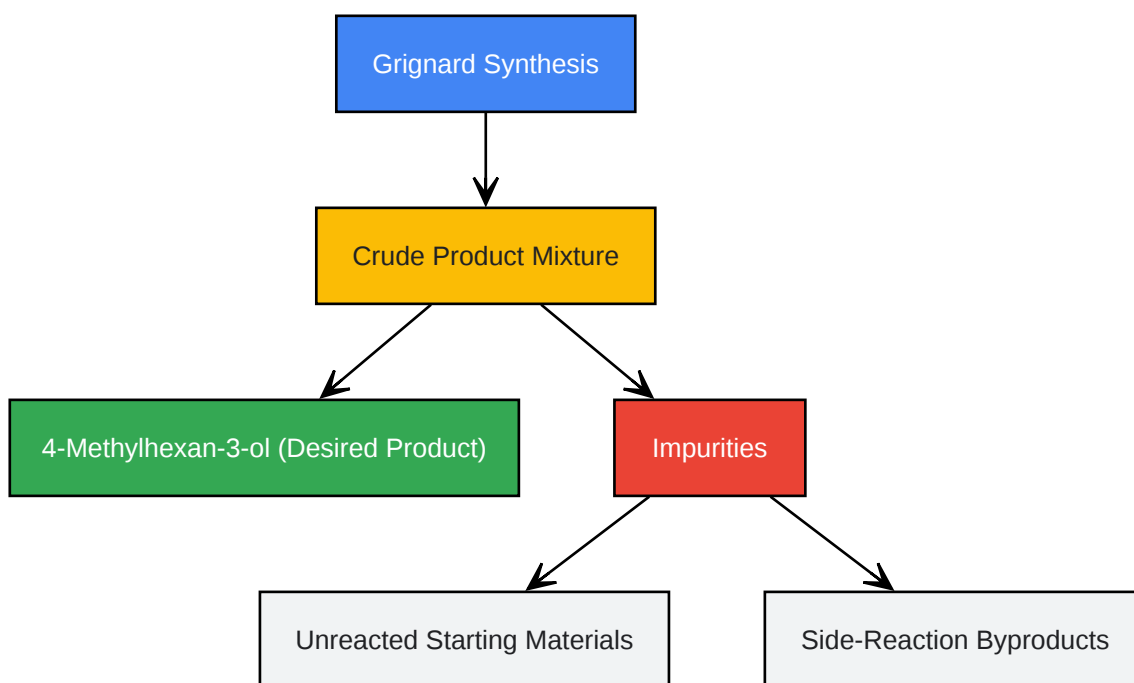 Grignard Synthesis
Crude Product Mixture
4-Methylhexan-3-ol (Desired Product)
Impurities
Unreacted Starting Materials
Side-Reaction Byproducts